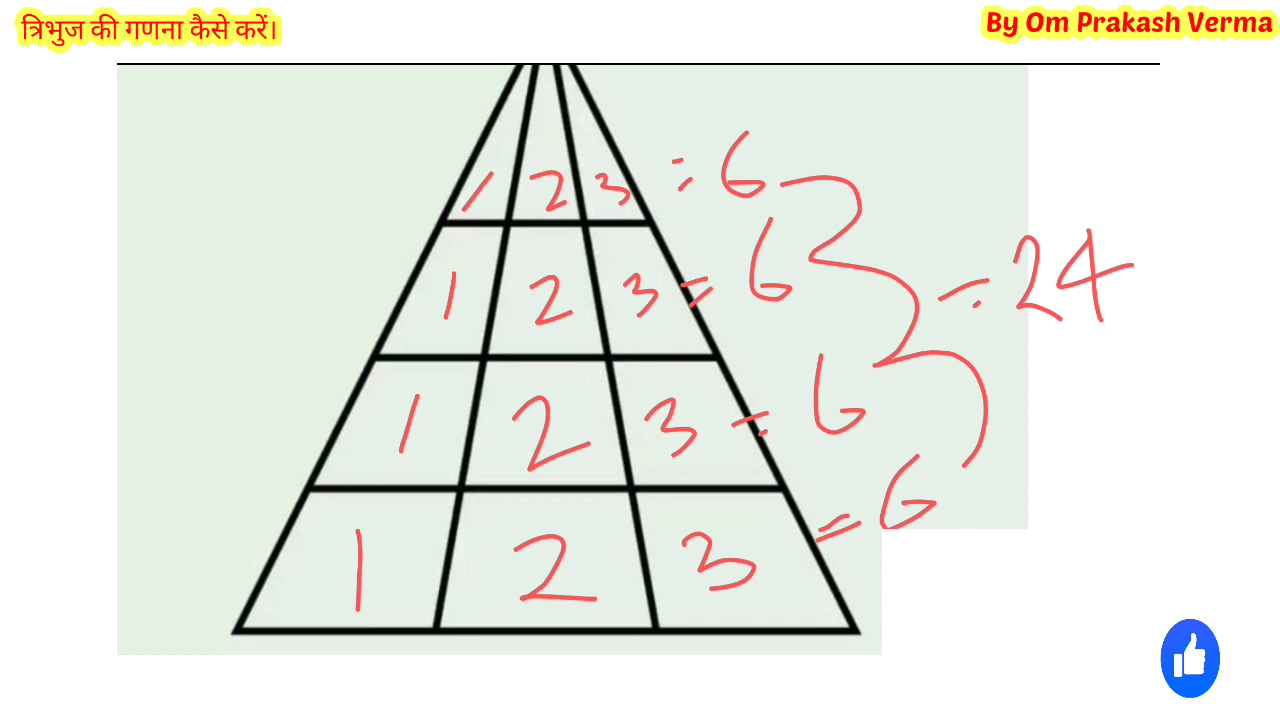 त्रिभुज की गणना कैसे करें।
By Om Prakash Verma
1 2 3 = 6
1 2 3 = 6
= 24
1 2 3 = 6
1 2 3 = 6